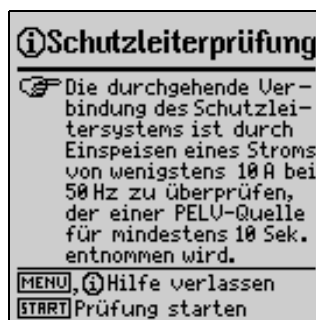 ⓘSchutzleiterprüfung
☞Die durchgehende Ver-
bindung des Schutzlei-
tersystems ist durch
Einspeisen eines Stroms
von wenigstens 10 A bei
50 Hz zu überprüfen,
der einer PELV-Quelle
für mindestens 10 Sek.
entnommen wird.
MENU, ⓘ Hilfe verlassen
START Prüfung starten